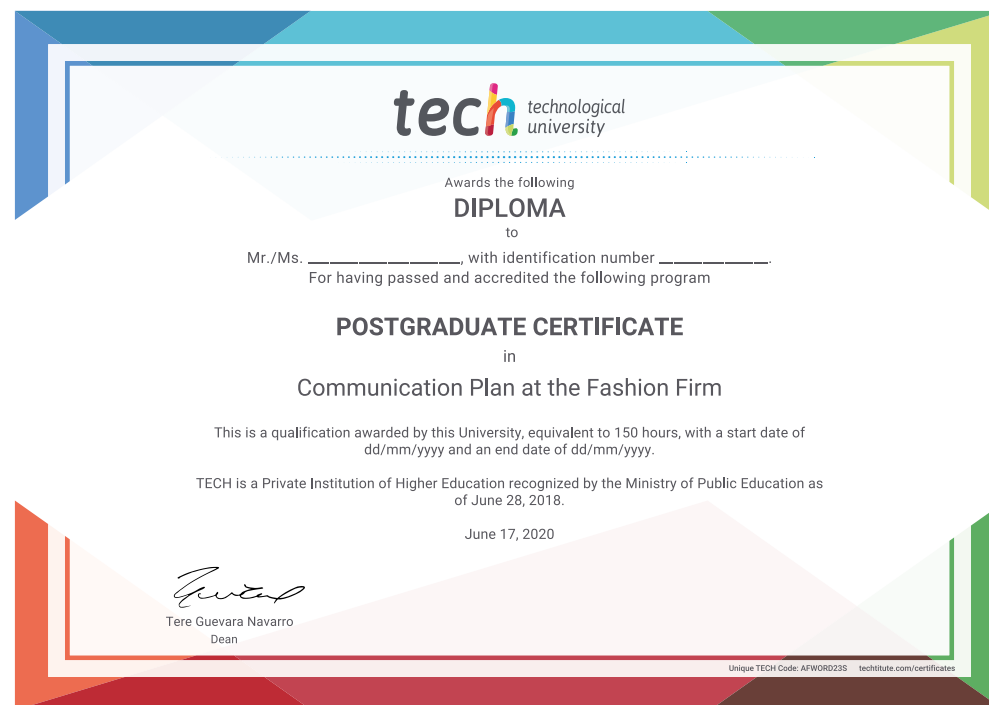 tech technological
university
Awards the following
DIPLOMA
to
Mr./Ms. _______________, with identification number ___________.
For having passed and accredited the following program
POSTGRADUATE CERTIFICATE
in
Communication Plan at the Fashion Firm
This is a qualification awarded by this University, equivalent to 150 hours, with a start date of
dd/mm/yyyy and an end date of dd/mm/yyyy.
TECH is a Private Institution of Higher Education recognized by the Ministry of Public Education as
of June 28, 2018.
June 17, 2020
Tere Guevara Navarro
Dean
Unique TECH Code: AFWORD23S techtitute.com/certificates